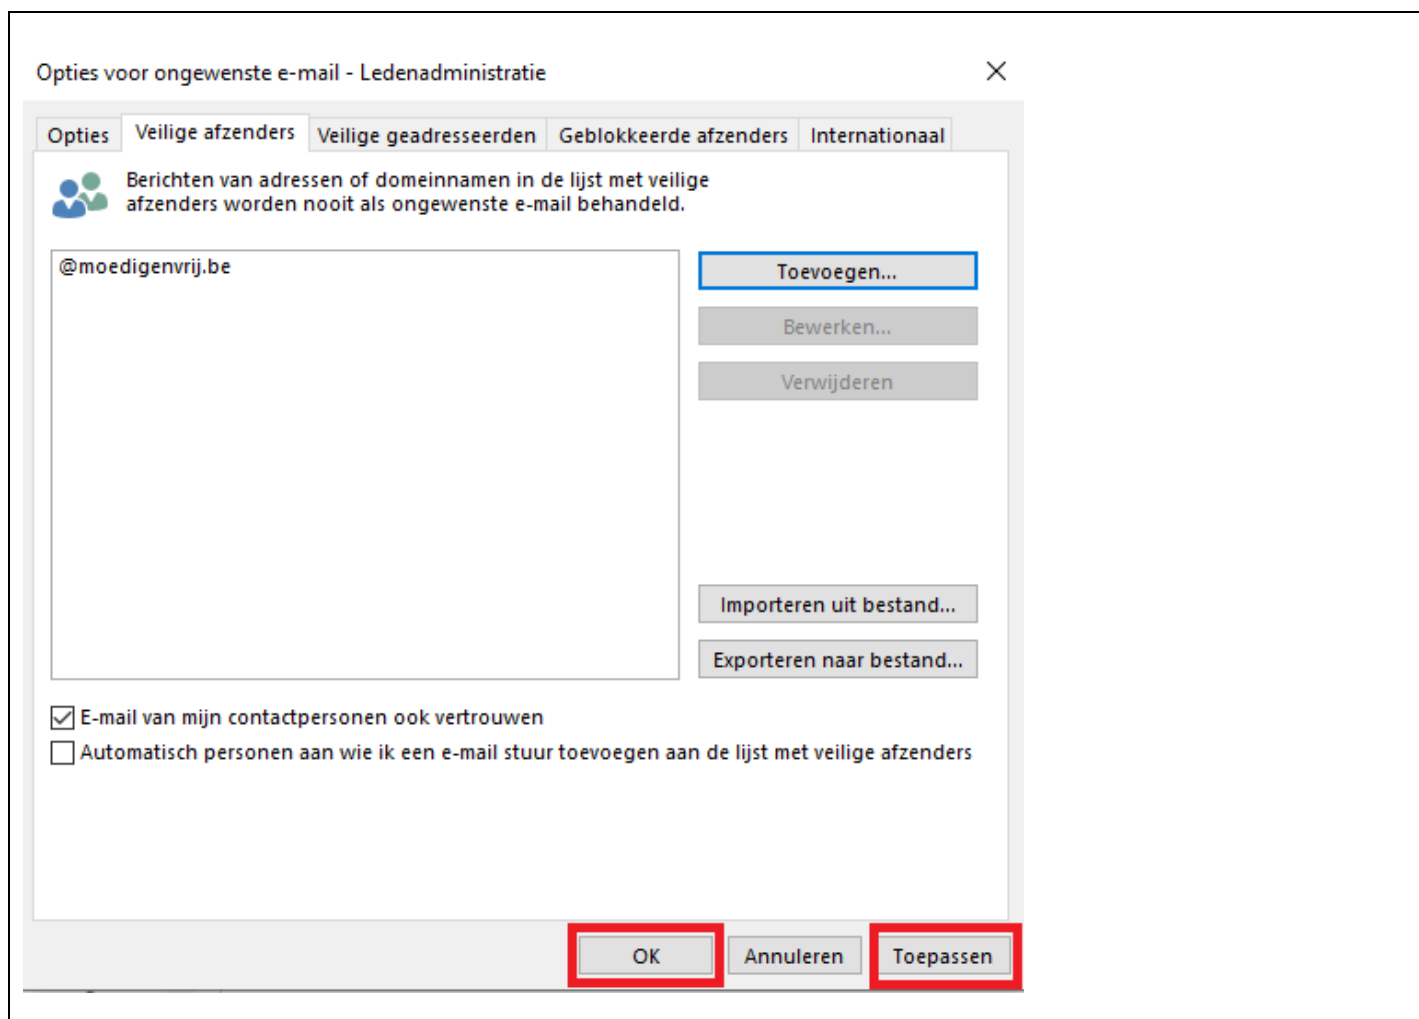 Opties voor ongewenste e-mail - Ledenadministratie
Opties
Veilige afzenders
Veilige geadresseerden
Geblokkeerde afzenders
Internationaal
Berichten van adressen of domeinnamen in de lijst met veilige
afzenders worden nooit als ongewenste e-mail behandeld.
@moedigenvrij.be
Toevoegen...
Bewerken...
Verwijderen
Importeren uit bestand...
Exporteren naar bestand...
E-mail van mijn contactpersonen ook vertrouwen
Automatisch personen aan wie ik een e-mail stuur toevoegen aan de lijst met veilige afzenders
OK
Annuleren
Toepassen